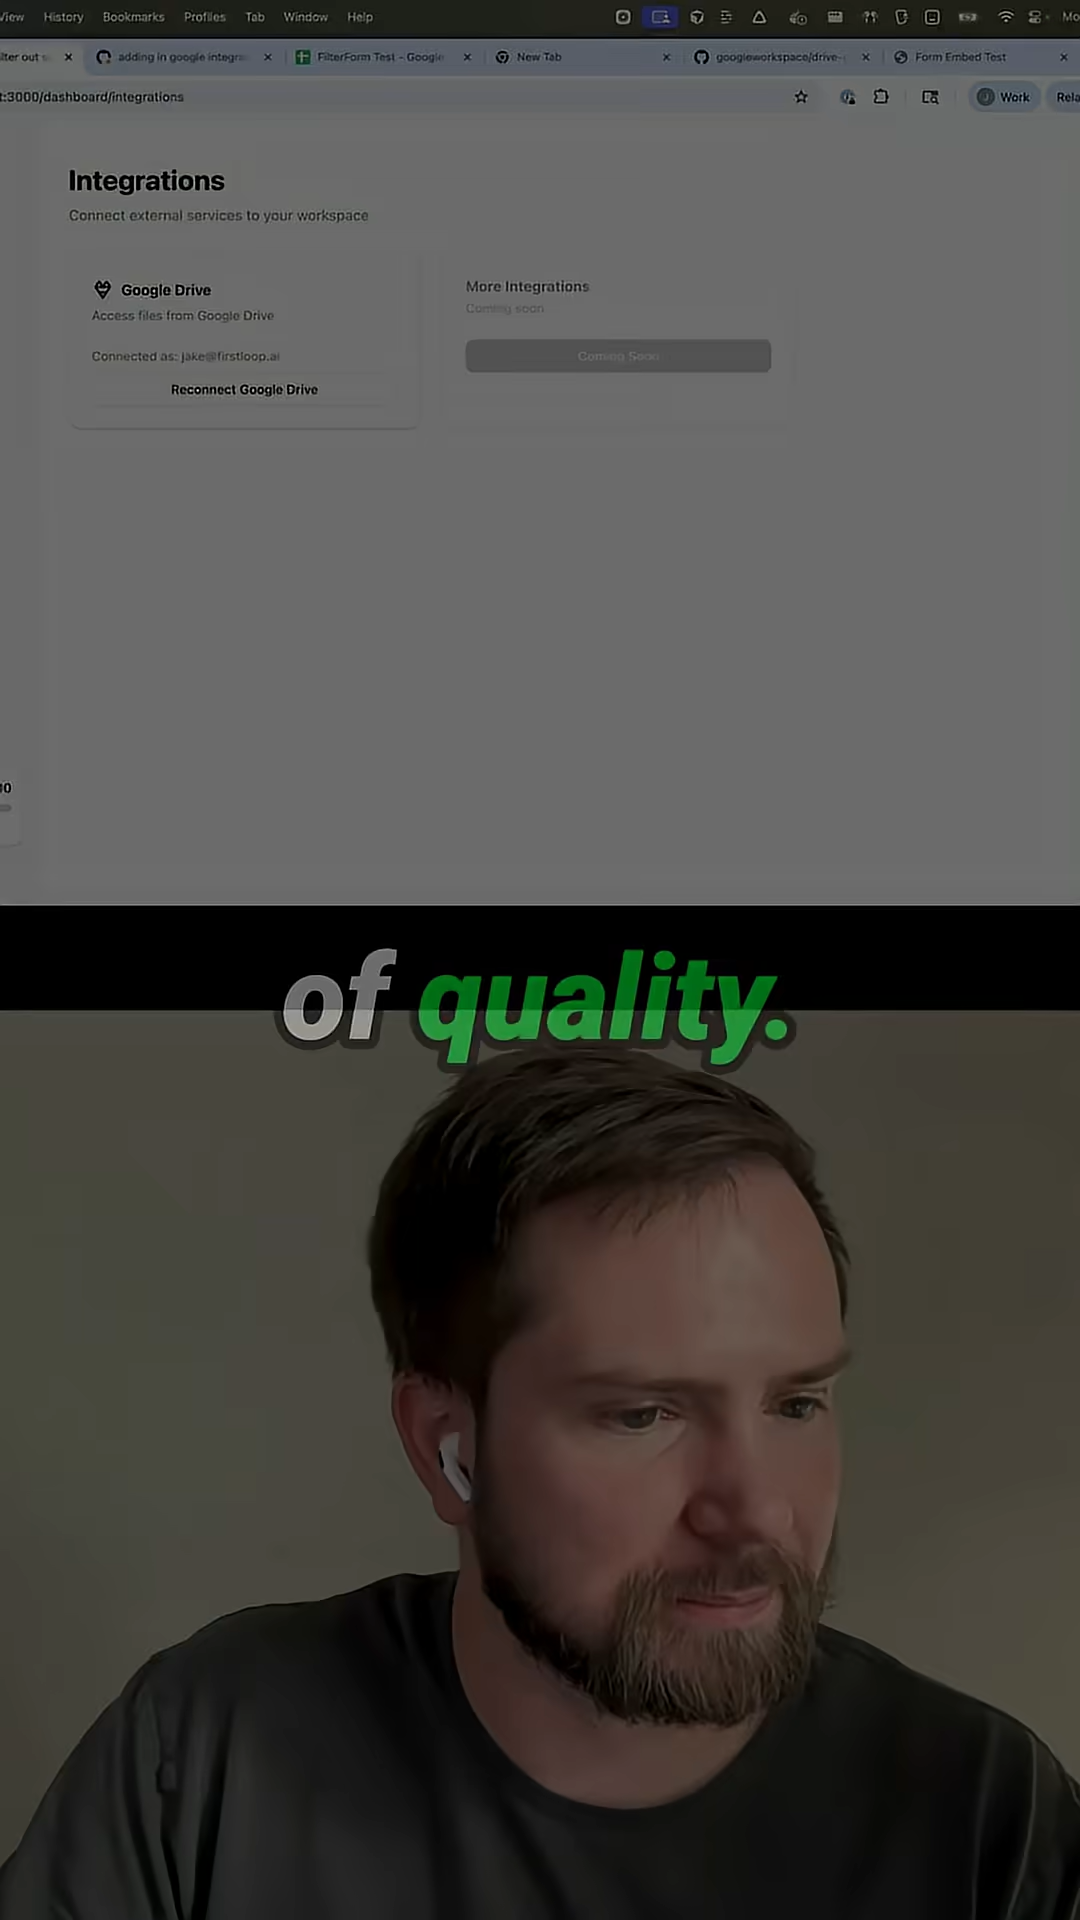 View History Bookmarks Profiles Tab Window Help
adding in google integra
FilterForm Test - Google
New Tab
googleworkspace/drive-
Form Embed Test
t:3000/dashboard/integrations
Work
Rela
Integrations
Connect external services to your workspace
Google Drive
Access files from Google Drive
Connected as: jake@firstloop.ai
Reconnect Google Drive
More Integrations
Coming soon
Coming Soon
of quality.